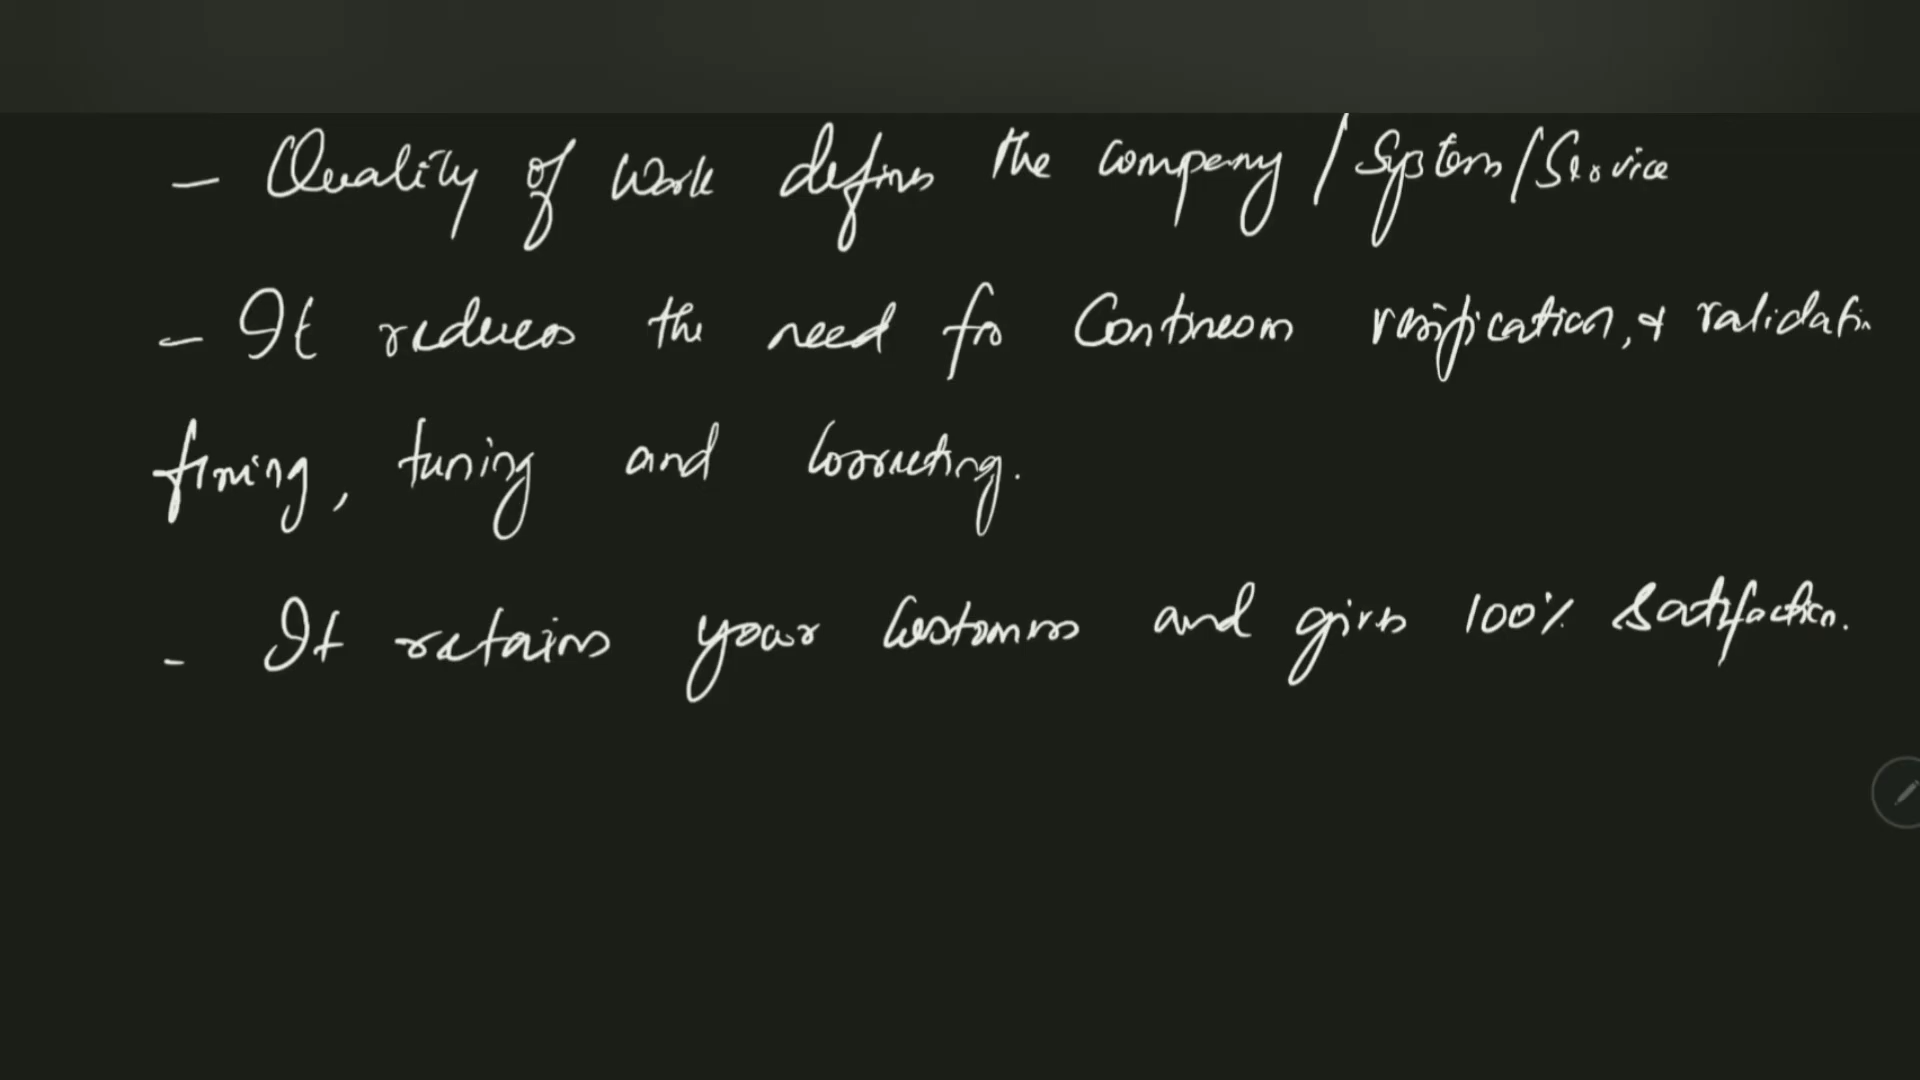 - Quality of work defines the company / System / Service
- It reduces the need for Continuous verification, & validation
timing, tuning and correcting.
- It retains your customers and gives 100% satisfaction.